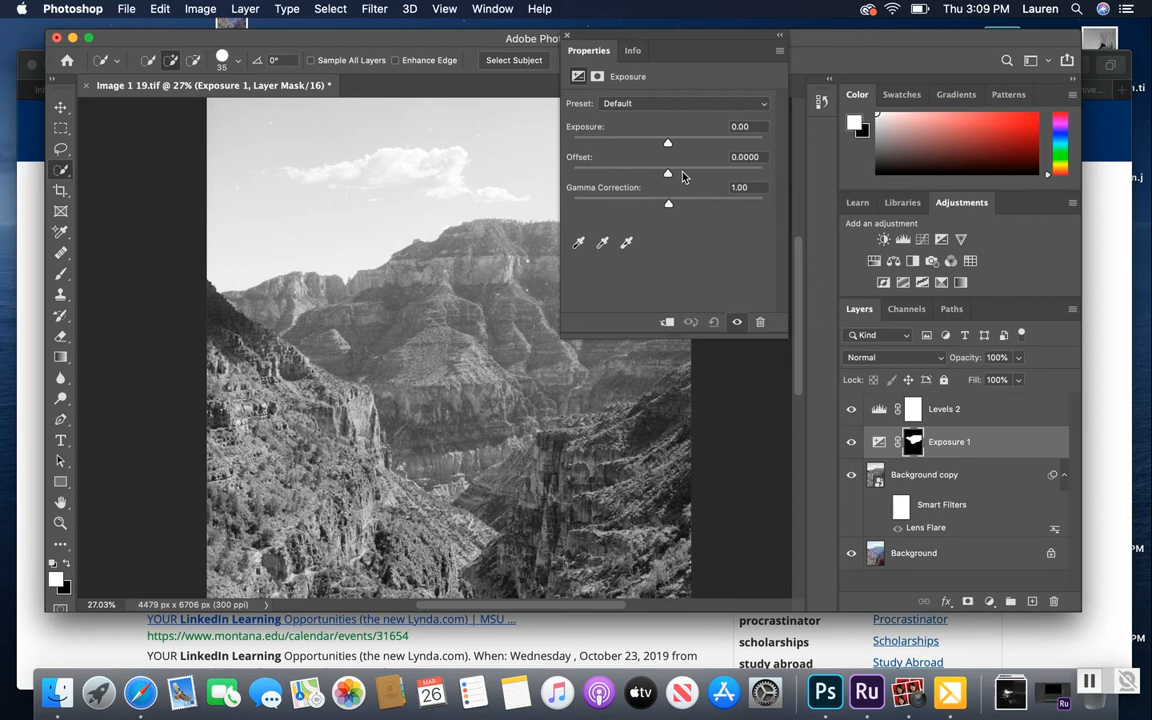 Photoshop File Edit Image Layer Type Select Filter 3D View Window Help Thu 3:09 PM Lauren
Adobe Pho
35 0° Sample All Layers Enhance Edge Select Subject
Image 1 19.tif @ 27% (Exposure 1, Layer Mask/16) *
Properties Info
Exposure
Preset: Default
Exposure: 0.00
Offset: 0.0000
Gamma Correction: 1.00
Color Swatches Gradients Patterns
Learn Libraries Adjustments
Add an adjustment
Layers Channels Paths
Kind
Normal Opacity: 100%
Lock: Fill: 100%
Levels 2
Exposure 1
Background copy
Smart Filters
Lens Flare
Background
27.03% 4479 px x 6706 px (300 ppi)
YOUR LinkedIn Learning Opportunities (the new Lynda.com) | MSU ...
https://www.montana.edu/calendar/events/31654
YOUR LinkedIn Learning Opportunities (the new Lynda.com). When: Wednesday , October 23, 2019 from
procrastinator Procrastinator
scholarships Scholarships
study abroad Study Abroad
MAR
26
tv
Ps Ru
Ru